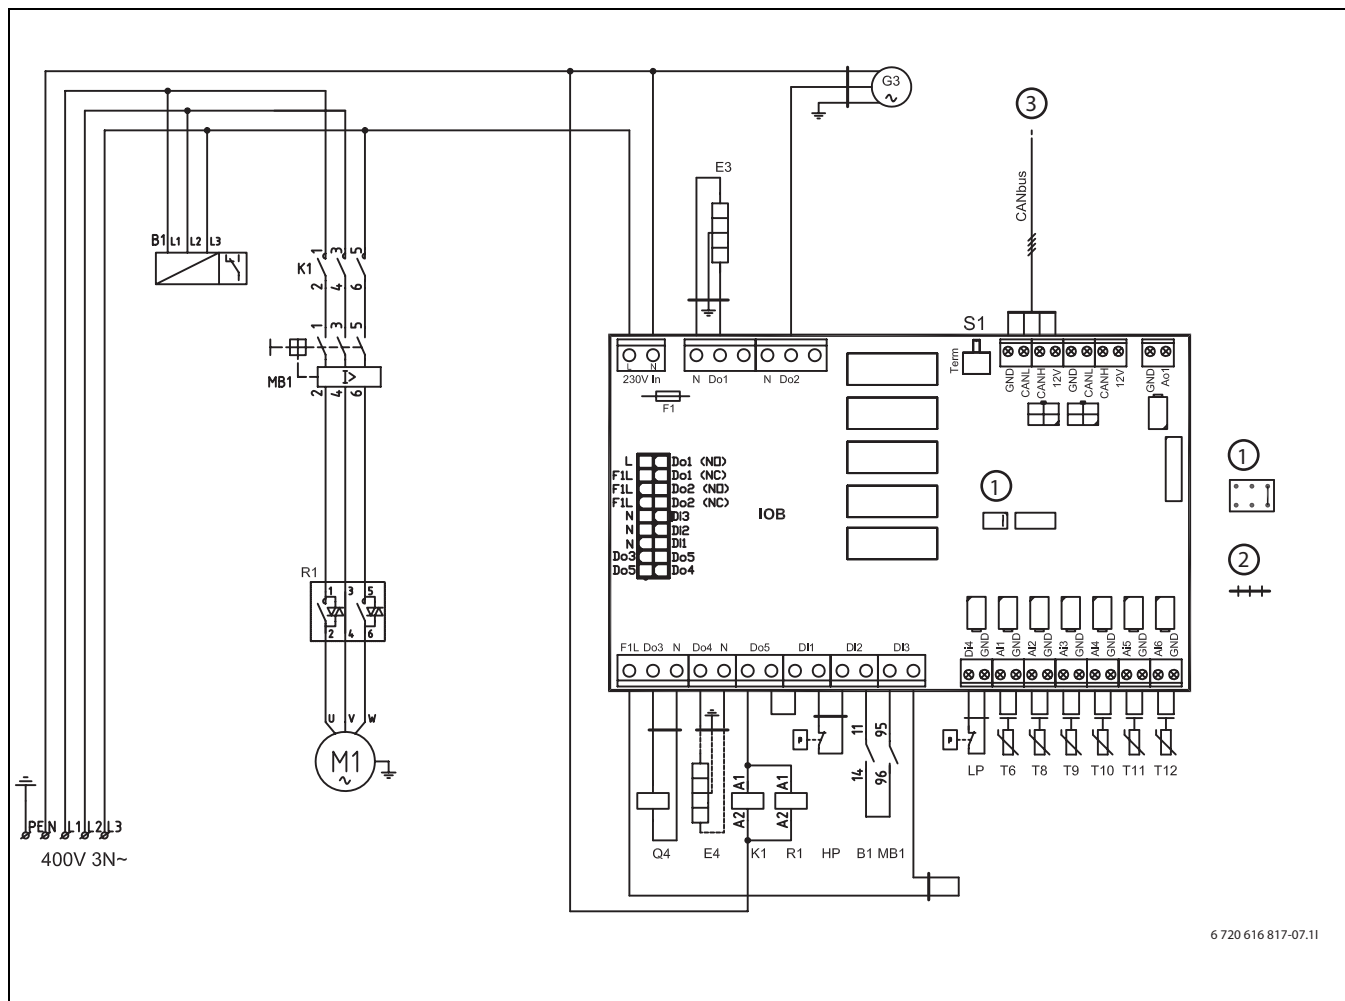 G3
3
E3
CANbus
B1 L1 L2 L3
K1
1 3 5
2 4 6
1 3 5
MB1
I>
2 4 6
S1
Term
L N
230V In
N Do1
N Do2
GND
CANL
CANH
12V
GND
CANL
CANH
12V
GND
Ao1
F1
L Do1 (NO)
F1L Do1 (NC)
F1L Do2 (NO)
F1L Do2 (NC)
N DI3
N DI2
N DI1
Do3 Do5
Do5 Do4
IOB
1
1
2
R1
1 3 5
2 4 6
F1L Do3 N Do4 N Do5 DI1 DI2 DI3
Di4
GND
AI1
GND
AI2
GND
Ai3
GND
AI4
GND
Ai5
GND
AI6
GND
U V W
M1
P
11
95
14
96
P
LP T6 T8 T9 T10 T11 T12
A1
A2
A1
A2
Q4 E4 K1 R1 HP B1 MB1
PE N L1 L2 L3
400V 3N~
6 720 616 817-07.1I